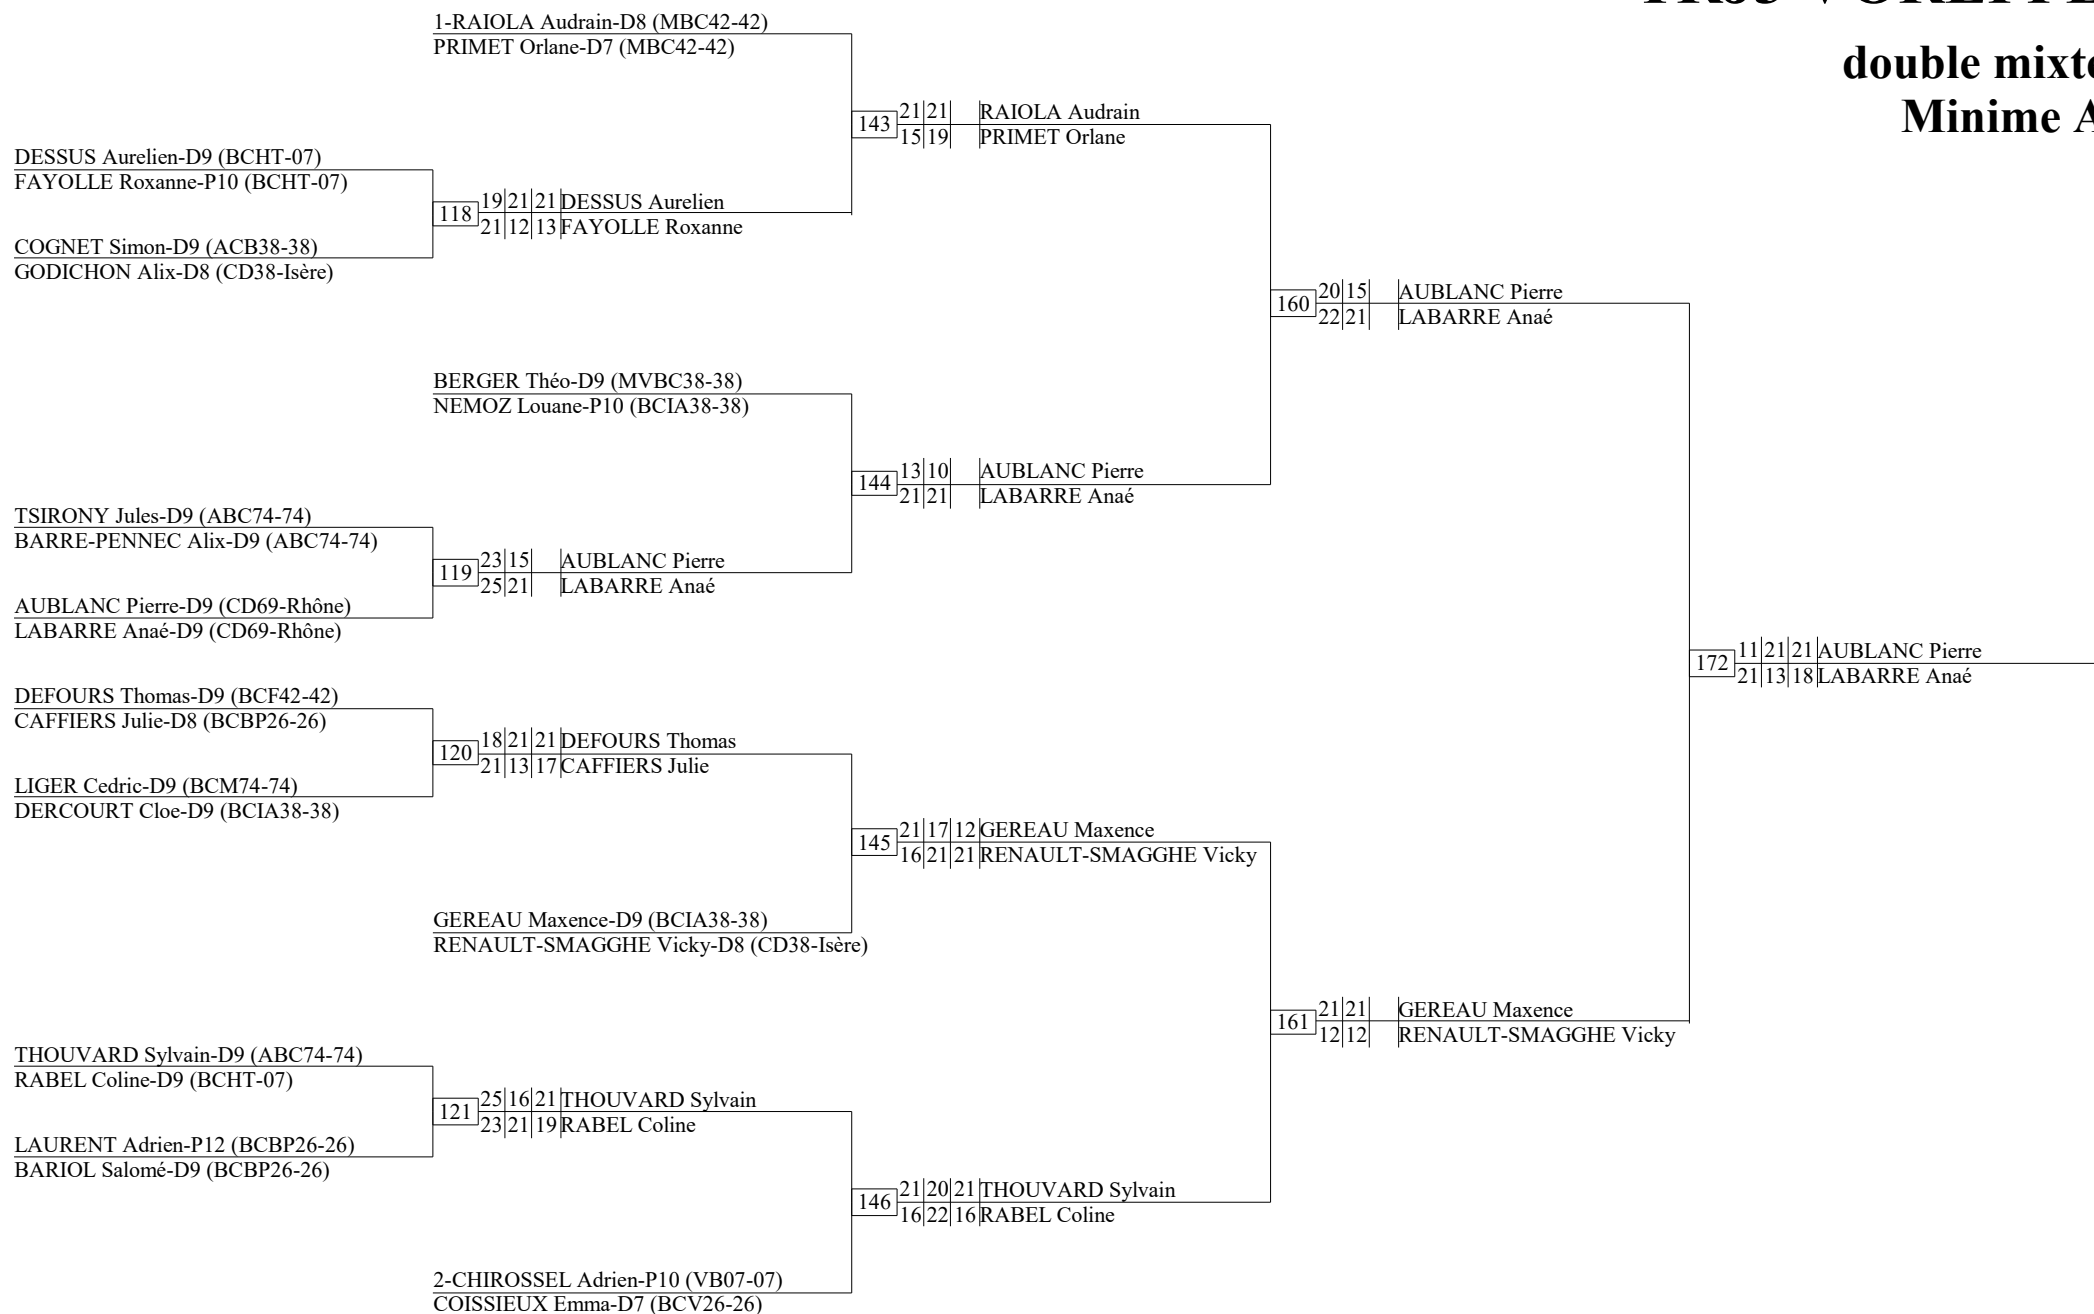 double mixte
Minime A
1-RAIOLA Audrain-D8 (MBC42-42)
PRIMET Orlane-D7 (MBC42-42)
143
21 21 RAIOLA Audrain
15 19 PRIMET Orlane
DESSUS Aurelien-D9 (BCHT-07)
FAYOLLE Roxanne-P10 (BCHT-07)
118
19 21 21 DESSUS Aurelien
21 12 13 FAYOLLE Roxanne
COGNET Simon-D9 (ACB38-38)
GODICHON Alix-D8 (CD38-Isère)
160
20 15 AUBLANC Pierre
22 21 LABARRE Anaé
BERGER Théo-D9 (MVBC38-38)
NEMOZ Louane-P10 (BCIA38-38)
144
13 10 AUBLANC Pierre
21 21 LABARRE Anaé
TSIRONY Jules-D9 (ABC74-74)
BARRE-PENNEC Alix-D9 (ABC74-74)
119
23 15 AUBLANC Pierre
25 21 LABARRE Anaé
AUBLANC Pierre-D9 (CD69-Rhône)
LABARRE Anaé-D9 (CD69-Rhône)
172
11 21 21 AUBLANC Pierre
21 13 18 LABARRE Anaé
DEFOURS Thomas-D9 (BCF42-42)
CAFFIERS Julie-D8 (BCBP26-26)
120
18 21 21 DEFOURS Thomas
21 13 17 CAFFIERS Julie
LIGER Cedric-D9 (BCM74-74)
DERCOURT Cloe-D9 (BCIA38-38)
145
21 17 12 GEREAU Maxence
16 21 21 RENAULT-SMAGGHE Vicky
GEREAU Maxence-D9 (BCIA38-38)
RENAULT-SMAGGHE Vicky-D8 (CD38-Isère)
161
21 21 GEREAU Maxence
12 12 RENAULT-SMAGGHE Vicky
THOUVARD Sylvain-D9 (ABC74-74)
RABEL Coline-D9 (BCHT-07)
121
25 16 21 THOUVARD Sylvain
23 21 19 RABEL Coline
LAURENT Adrien-P12 (BCBP26-26)
BARIOL Salomé-D9 (BCBP26-26)
146
21 20 21 THOUVARD Sylvain
16 22 16 RABEL Coline
2-CHIROSSEL Adrien-P10 (VB07-07)
COISSIEUX Emma-D7 (BCV26-26)